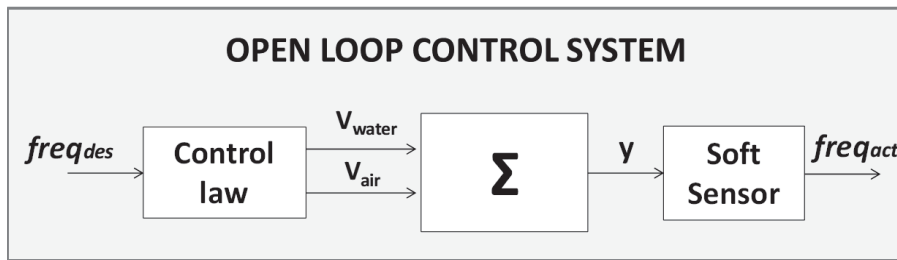 OPEN LOOP CONTROL SYSTEM
freqdes
Control
law
Vwater
Vair
Σ
y
Soft
Sensor
freqact